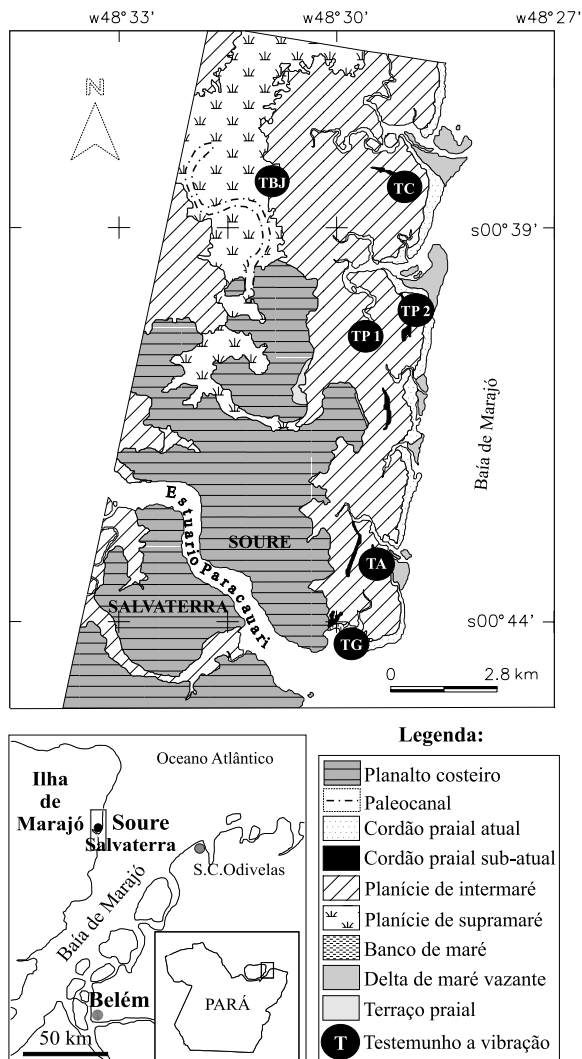 w48°33’ w48°30’ w48°27’
N
TBJ
TC
s00°39’
TP 2
TP 1
Baía de Marajó
Estuario Paracauari
SOURE
TA
SALVATERRA
s00°44’
TG
0 2.8 km
Legenda:
Planalto costeiro
Paleocanal
Cordão praial atual
Cordão praial sub-atual
Planície de intermaré
Planície de supramaré
Banco de maré
Delta de maré vazante
Terraço praial
T Testemunho a vibração
Oceano Atlântico
Ilha
de
Marajó
Soure
Salvaterra
S.C.Odivelas
Baía de Marajó
Belém
PARÁ
50 km